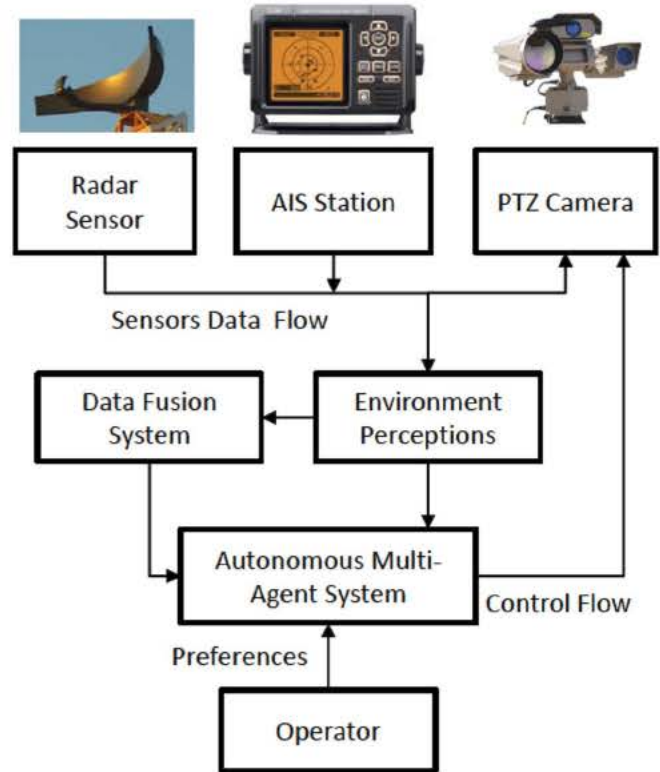 Radar
Sensor
AIS Station
PTZ Camera
Sensors Data Flow
Data Fusion
System
Environment
Perceptions
Autonomous Multi-
Agent System
Control Flow
Preferences
Operator